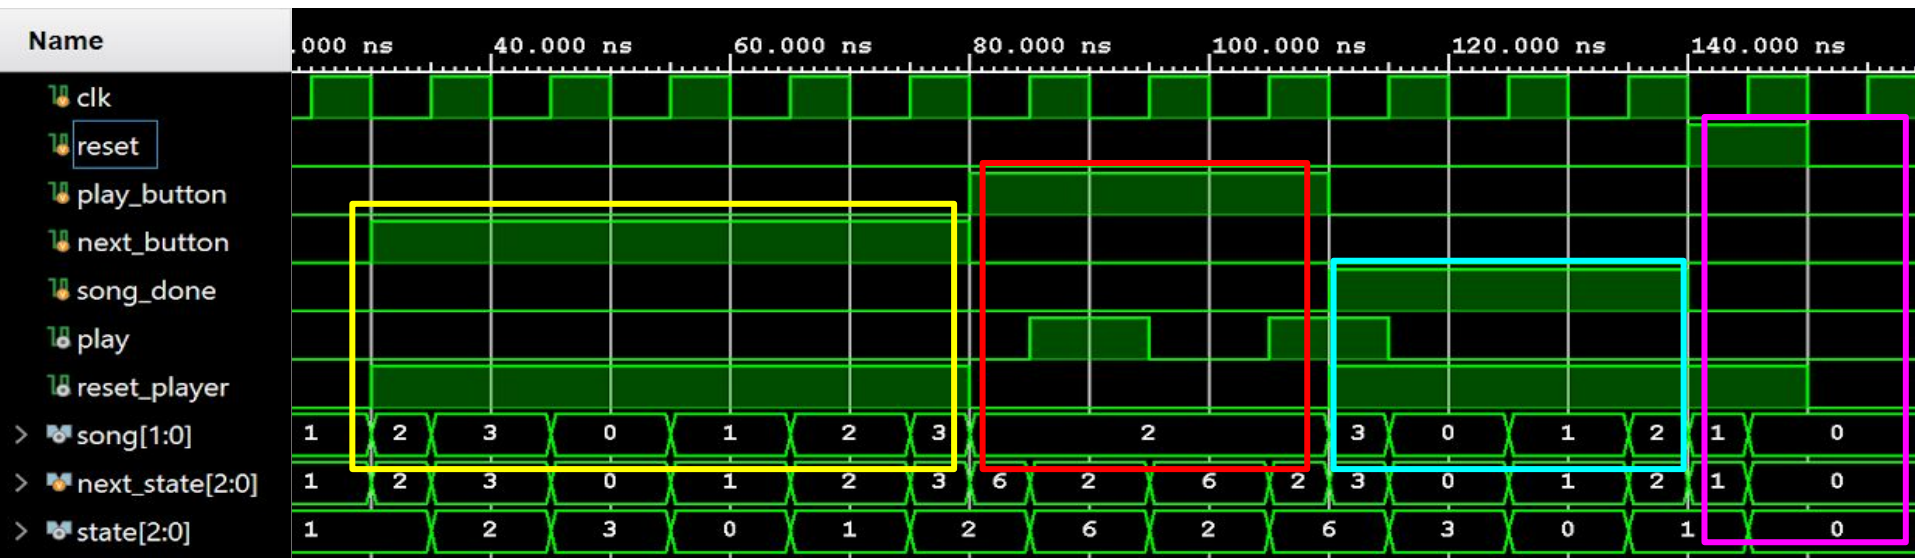 Name .000 ns 40.000 ns 60.000 ns 80.000 ns 100.000 ns 120.000 ns 140.000 ns
clk
reset
play_button
next_button
song_done
play
reset_player
> song[1:0] 1 2 3 0 1 2 3 2 3 0 1 2 1 0
> next_state[2:0] 1 2 3 0 1 2 3 6 2 6 2 3 0 1 2 1 0
> state[2:0] 1 2 3 0 1 2 6 2 6 3 0 1 0